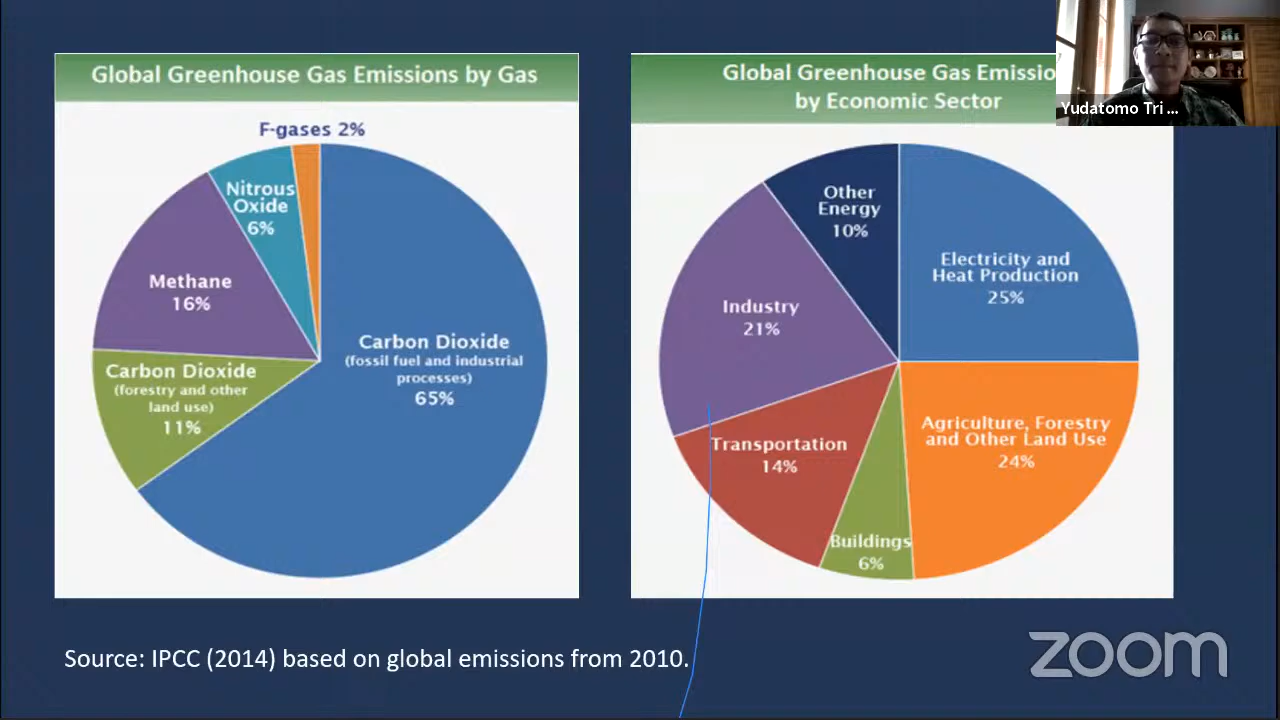 Global Greenhouse Gas Emissions by Gas
F-gases 2%
Nitrous
Oxide
6%
Methane
16%
Carbon Dioxide
(forestry and other
land use)
11%
Carbon Dioxide
(fossil fuel and industrial
processes)
65%
Global Greenhouse Gas Emissio
by Economic Sector
Other
Energy
10%
Electricity and
Heat Production
25%
Industry
21%
Agriculture, Forestry
and Other Land Use
24%
Transportation
14%
Buildings
6%
Yudatomo Tri ...
Source: IPCC (2014) based on global emissions from 2010.
zoom